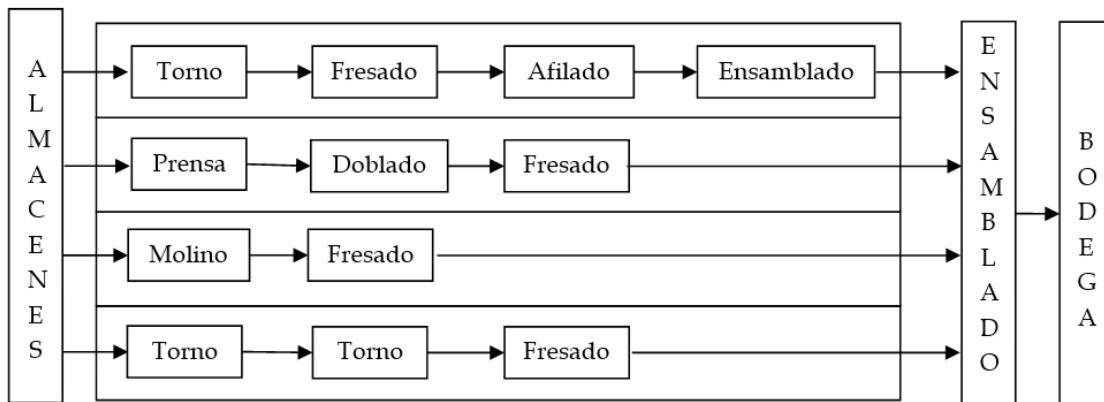 ALMACENES
Torno Fresado Afilado Ensamblado
Prensa Doblado Fresado
Molino Fresado
Torno Torno Fresado
ENSAMBLADO
BODEGA